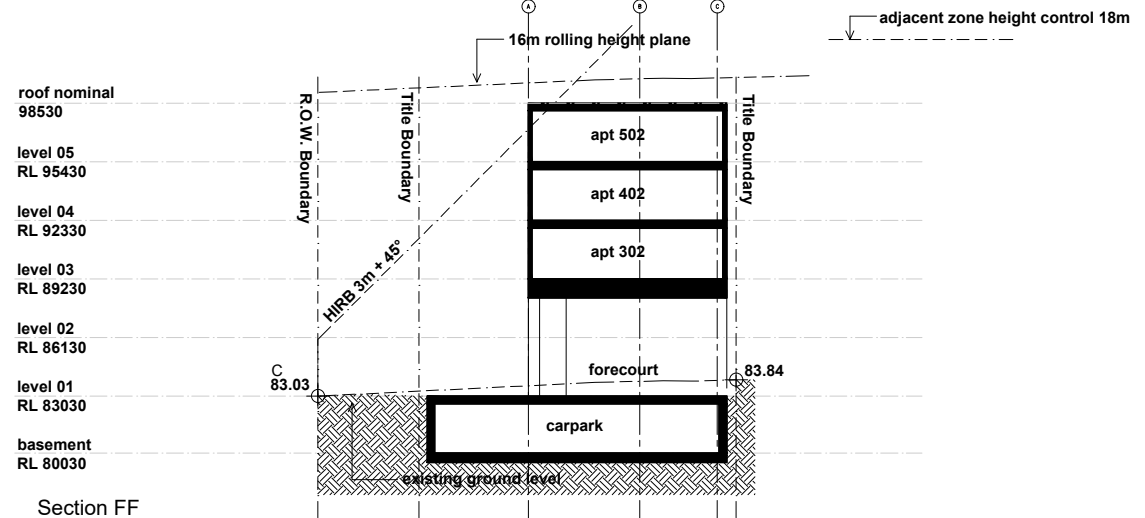 A
B
C
adjacent zone height control 18m
16m rolling height plane
roof nominal
98530
R.O.W. Boundary
Title Boundary
Title Boundary
apt 502
level 05
RL 95430
apt 402
level 04
RL 92330
apt 302
HIRB 3m + 45°
level 03
RL 89230
level 02
RL 86130
forecourt
C
83.03
83.84
level 01
RL 83030
carpark
basement
RL 80030
existing ground level
Section FF